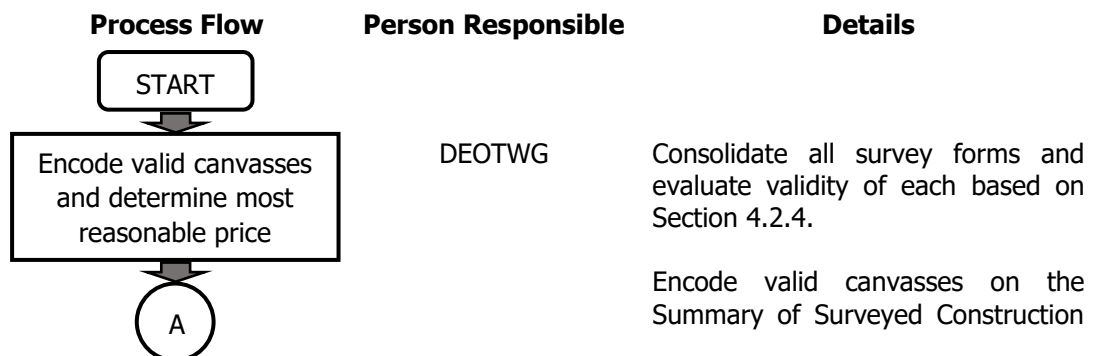 Process Flow Person Responsible Details
START
Encode valid canvasses
and determine most
reasonable price
DEOTWG
Consolidate all survey forms and
evaluate validity of each based on
Section 4.2.4.
Encode valid canvasses on the
Summary of Surveyed Construction
A